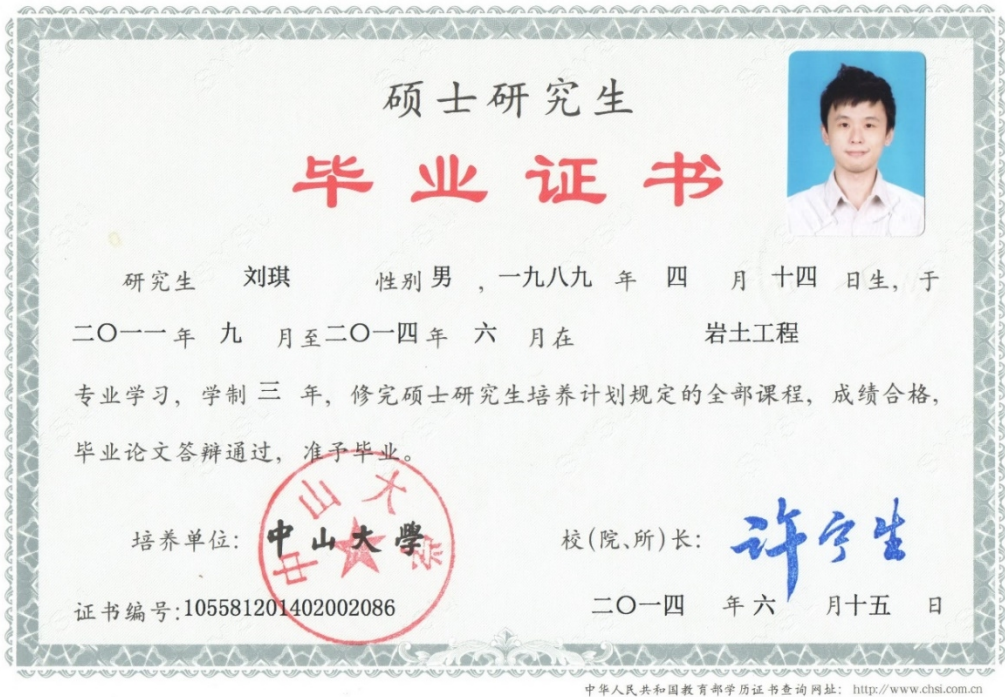 硕士研究生
毕业证书
研究生 刘琪 性别 男 ，一九八九 年 四 月 十四 日生，于
二〇一一 年 九 月至 二〇一四 年 六 月在 岩土工程
专业学习，学制 三 年，修完硕士研究生培养计划规定的全部课程，成绩合格，
毕业论文答辩通过，准予毕业。
中山大学
培养单位：中山大學 校(院、所)长：许宁生
证书编号：105581201402002086 二〇一四 年 六 月 十五 日
中华人民共和国教育部学历证书查询网址：http://www.chsi.com.cn